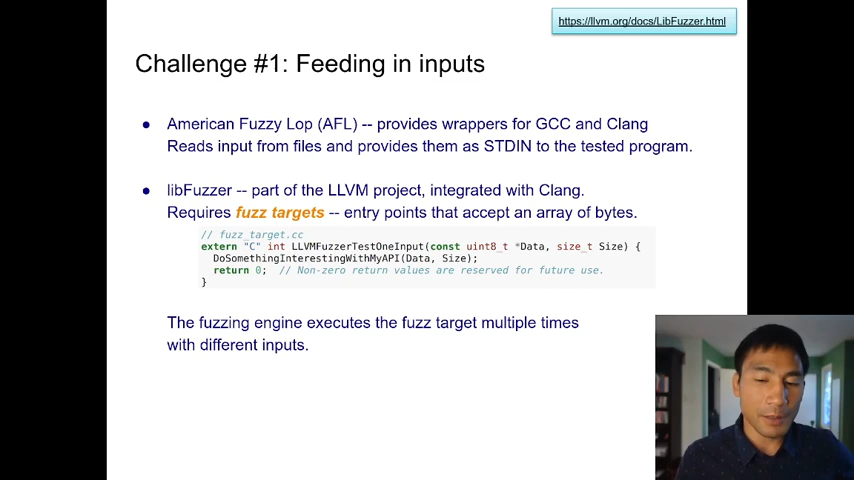 https://llvm.org/docs/LibFuzzer.html
Challenge #1: Feeding in inputs
● American Fuzzy Lop (AFL) -- provides wrappers for GCC and Clang
Reads input from files and provides them as STDIN to the tested program.
● libFuzzer -- part of the LLVM project, integrated with Clang.
Requires fuzz targets -- entry points that accept an array of bytes.
// fuzz_target.cc
extern "C" int LLVMFuzzerTestOneInput(const uint8_t *Data, size_t Size) {
  DoSomethingInterestingWithMyAPI(Data, Size);
  return 0;  // Non-zero return values are reserved for future use.
}
The fuzzing engine executes the fuzz target multiple times
with different inputs.